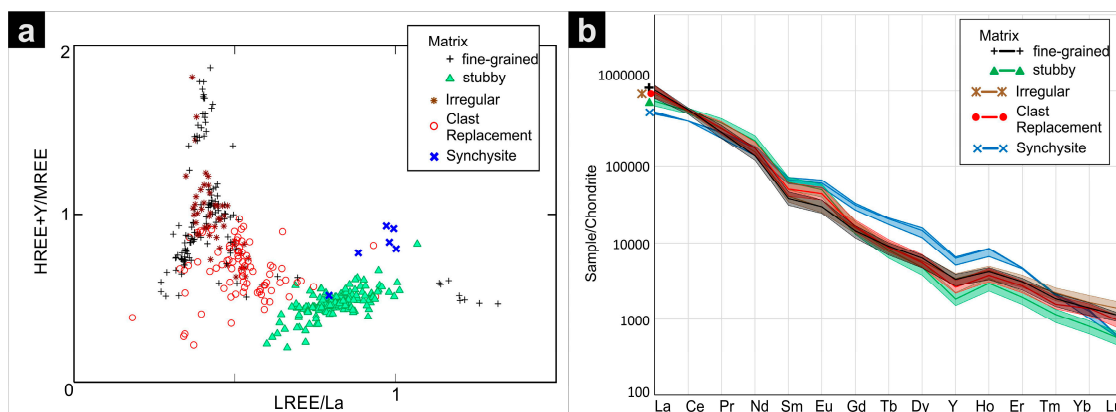 a
2
1
0
1
HREE+Y/MREE
LREE/La
Matrix
fine-grained
stubby
Irregular
Clast
Replacement
Synchysite
b
1000000
100000
10000
1000
100
Sample/Chondrite
La Ce Pr Nd Sm Eu Gd Tb Dy Y Ho Er Tm Yb Lu
Matrix
fine-grained
stubby
Irregular
Clast
Replacement
Synchysite